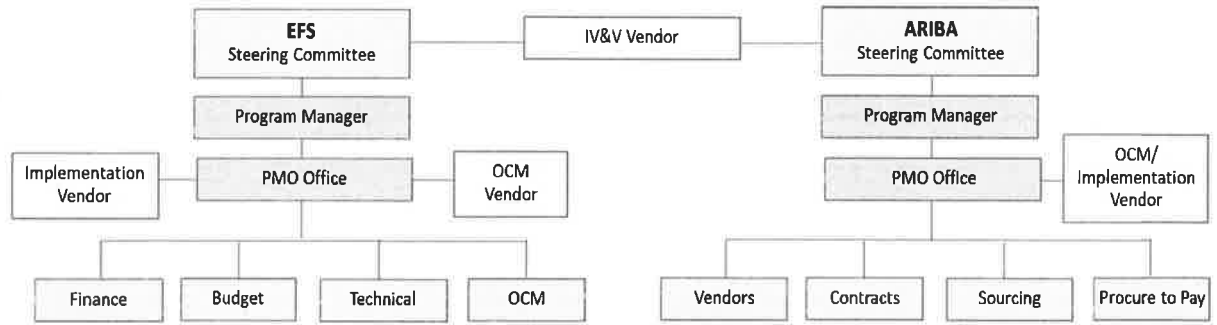 EFS
Steering Committee
IV&V Vendor
ARIBA
Steering Committee
Program Manager
Program Manager
Implementation
Vendor
PMO Office
OCM
Vendor
PMO Office
OCM/
Implementation
Vendor
Finance
Budget
Technical
OCM
Vendors
Contracts
Sourcing
Procure to Pay